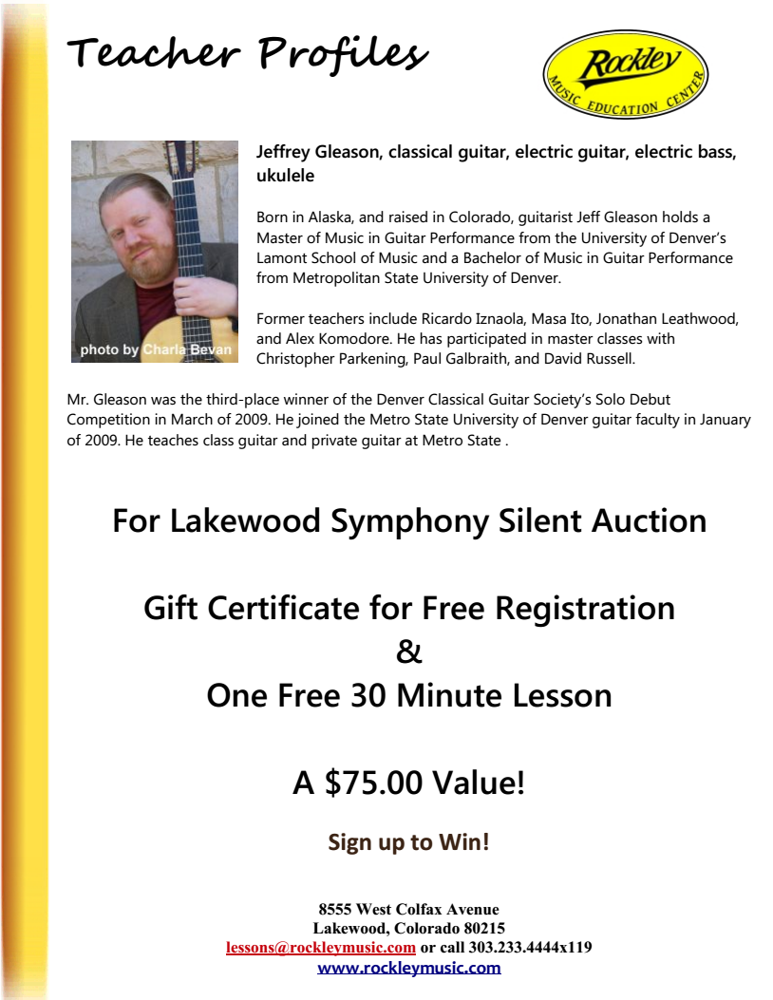 Teacher Profiles
Rockley
MUSIC EDUCATION CENTER
Jeffrey Gleason, classical guitar, electric guitar, electric bass,
ukulele
Born in Alaska, and raised in Colorado, guitarist Jeff Gleason holds a
Master of Music in Guitar Performance from the University of Denver’s
Lamont School of Music and a Bachelor of Music in Guitar Performance
from Metropolitan State University of Denver.
Former teachers include Ricardo Iznaola, Masa Ito, Jonathan Leathwood,
and Alex Komodore. He has participated in master classes with
Christopher Parkening, Paul Galbraith, and David Russell.
photo by Charla Bevan
Mr. Gleason was the third-place winner of the Denver Classical Guitar Society’s Solo Debut
Competition in March of 2009. He joined the Metro State University of Denver guitar faculty in January
of 2009. He teaches class guitar and private guitar at Metro State .
For Lakewood Symphony Silent Auction
Gift Certificate for Free Registration
&
One Free 30 Minute Lesson
A $75.00 Value!
Sign up to Win!
8555 West Colfax Avenue
Lakewood, Colorado 80215
lessons@rockleymusic.com or call 303.233.4444x119
www.rockleymusic.com